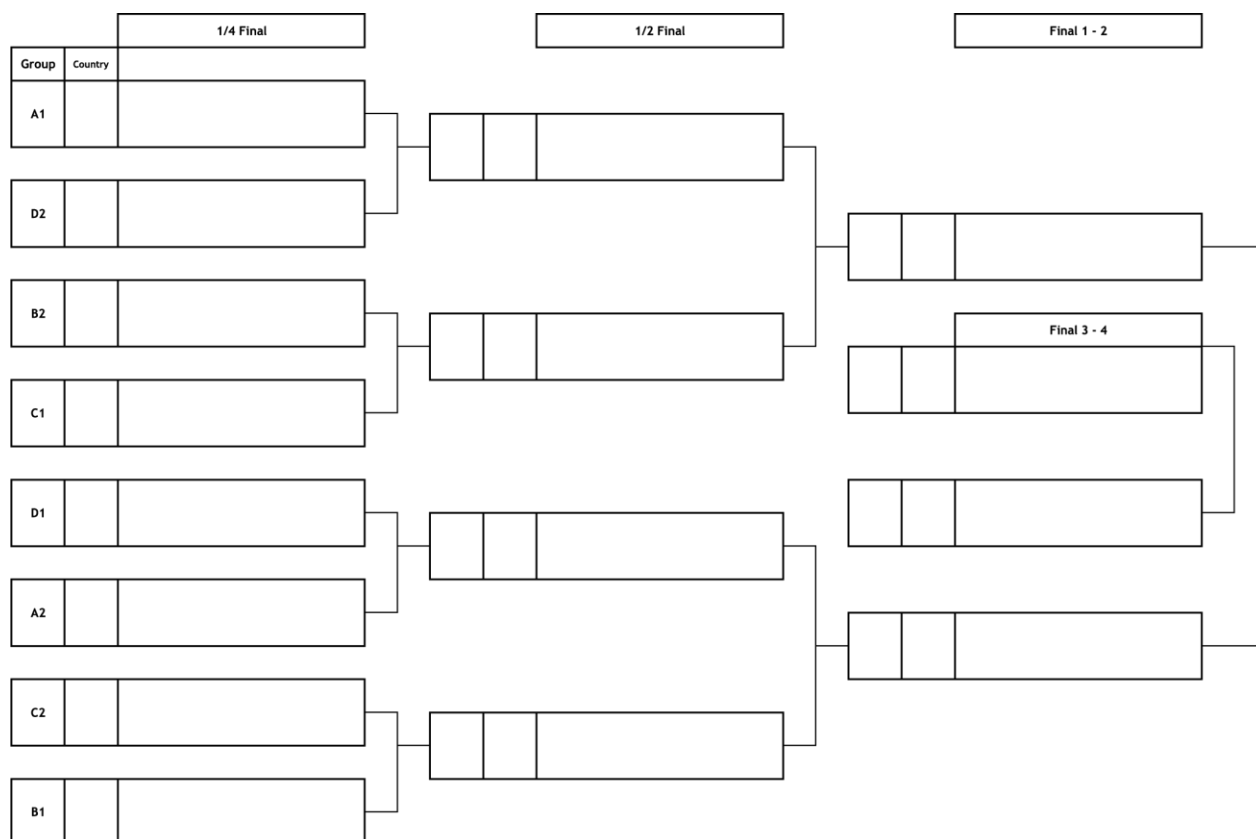 1/4 Final
1/2 Final
Final 1 - 2
Group Country
A1
D2
B2
Final 3 - 4
C1
D1
A2
C2
B1